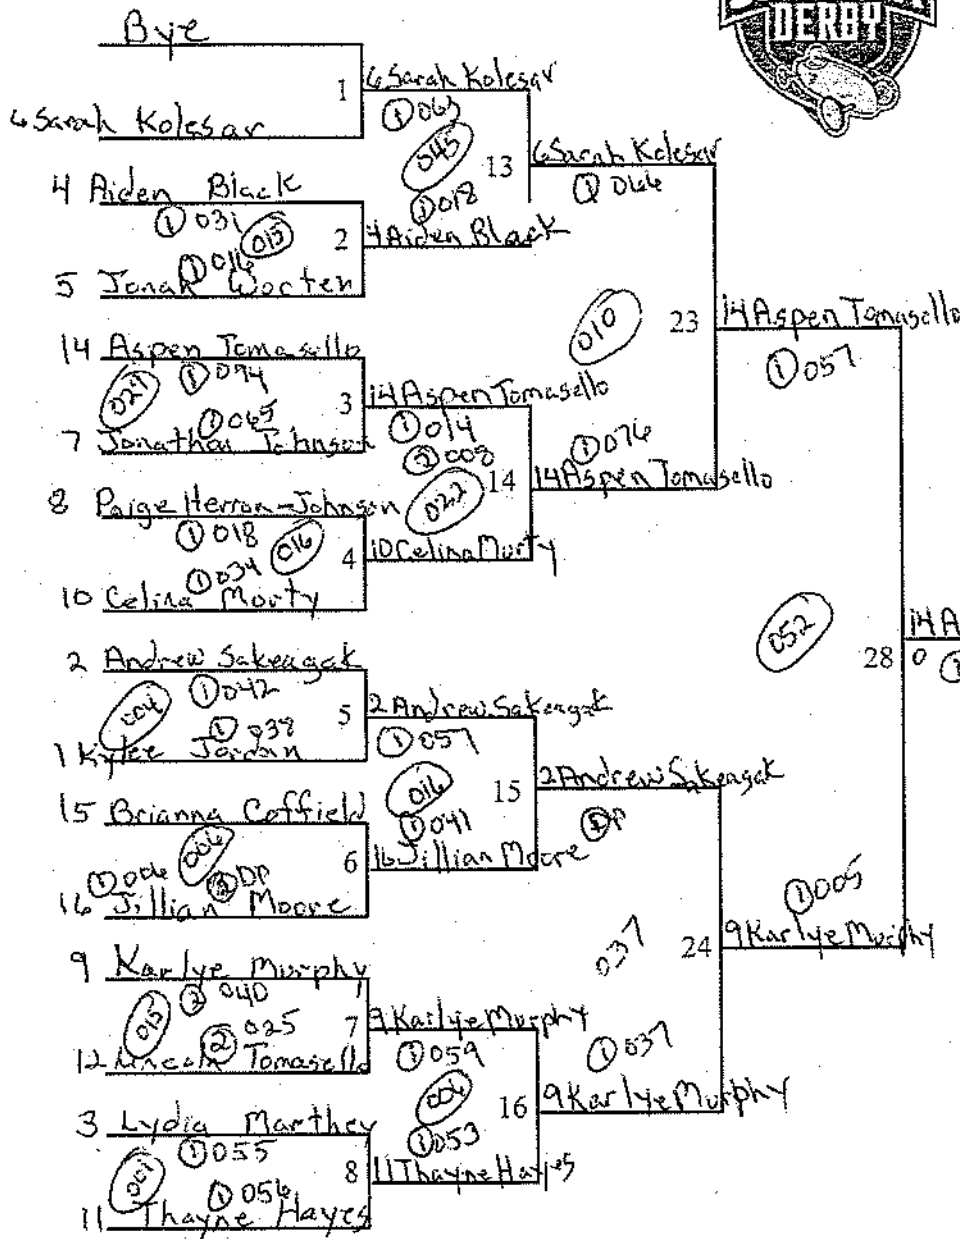 DERBY
Bye
1
6 Sarah Kolesar
6 Sarah Kolesar
① 063
045
13
6 Sarah Kolesar
① 066
4 Aiden Black
① 031
015
2
① 016
5 Jonah Worten
① 018
4 Aiden Black
010
23
14 Aspen Tomasello
① 057
14 Aspen Tomasello
029
① 094
① 065
3
7 Jonathan Johnson
14 Aspen Tomasello
① 014
② 008
022
14
① 076
14 Aspen Tomasello
8 Paige Herron-Johnson
① 018
016
4
① 034
10 Celina Morty
10 Celina Morty
052
28
14 A
0 ①
2 Andrew Sakeagak
004
① 042
① 038
5
1 Kylee Jordan
2 Andrew Sakeagak
① 057
016
15
① 041
2 Andrew Sakeagak
15 Brianna Coffield
006
6
① 006
② DP
16 Jillian Moore
16 Jillian Moore
① 005
037
24
9 Karlye Murphy
9 Karlye Murphy
② 040
015
② 025
7
12 Lincoln Tomasello
9 Karlye Murphy
① 059
006
16
① 053
① 037
9 Karlye Murphy
3 Lydia Marthey
① 055
001
① 056
8
11 Thayne Hayes
11 Thayne Hayes